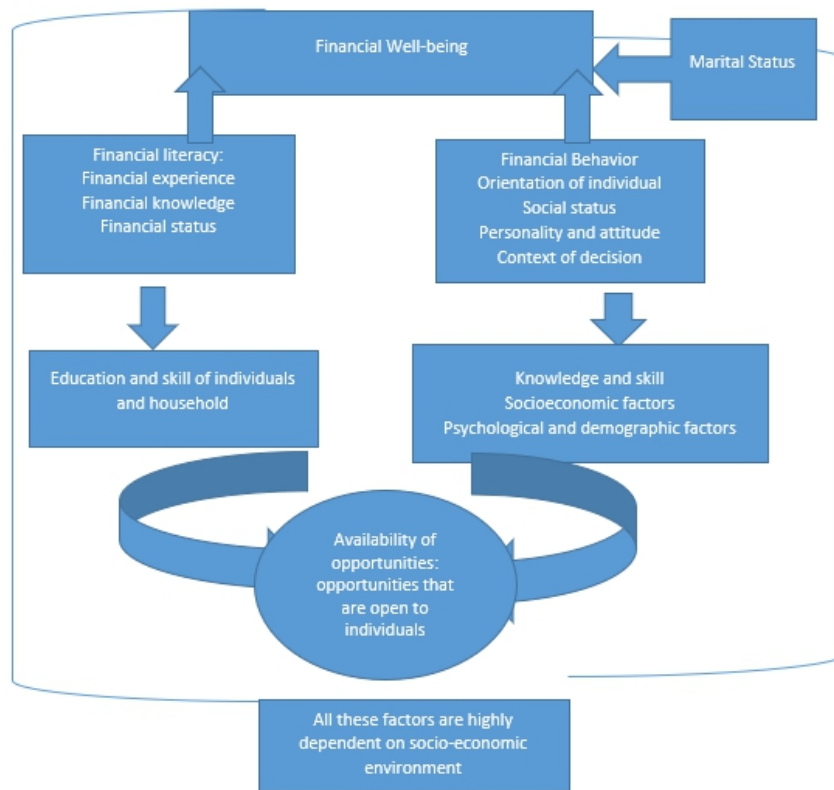 Financial Well-being
Marital Status
Financial literacy:
Financial experience
Financial knowledge
Financial status
Financial Behavior
Orientation of individual
Social status
Personality and attitude
Context of decision
Education and skill of individuals
and household
Knowledge and skill
Socioeconomic factors
Psychological and demographic factors
Availability of
opportunities:
opportunities that
are open to
individuals
All these factors are highly
dependent on socio-economic
environment